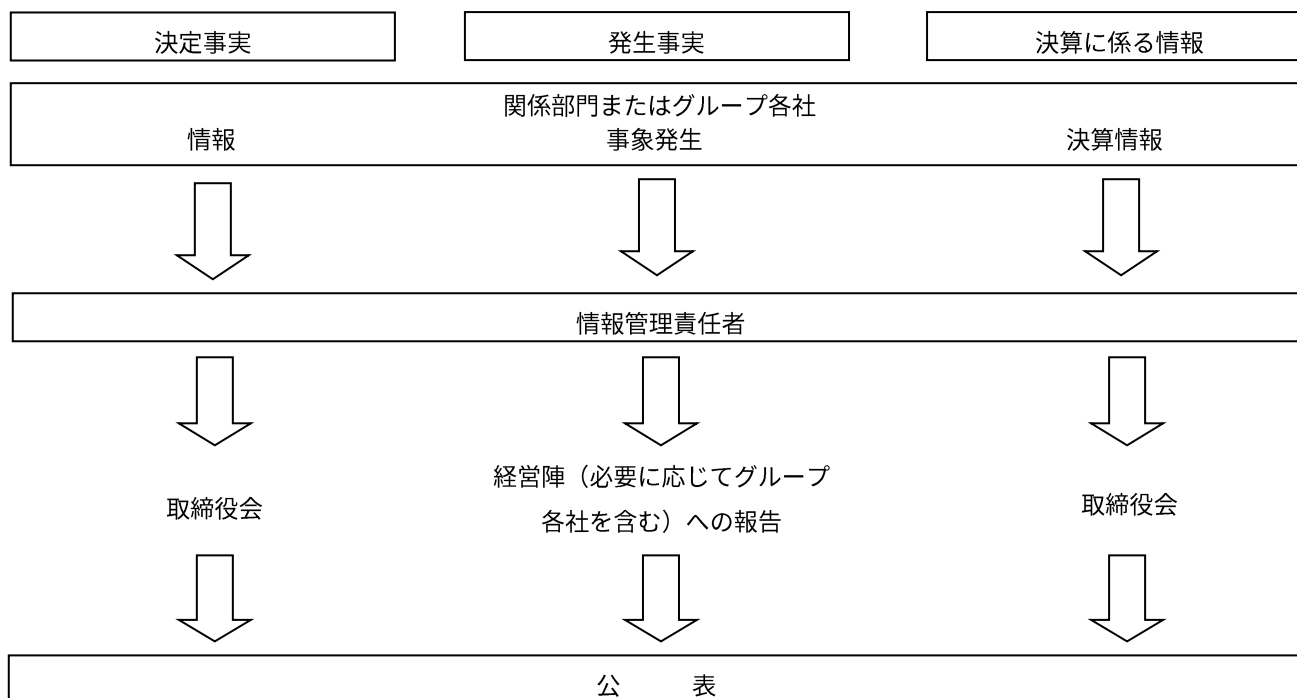 決定事実
発生事実
決算に係る情報
関係部門またはグループ各社
情報
事象発生
決算情報
情報管理責任者
取締役会
経営陣（必要に応じてグループ
各社を含む）への報告
取締役会
公　　　表